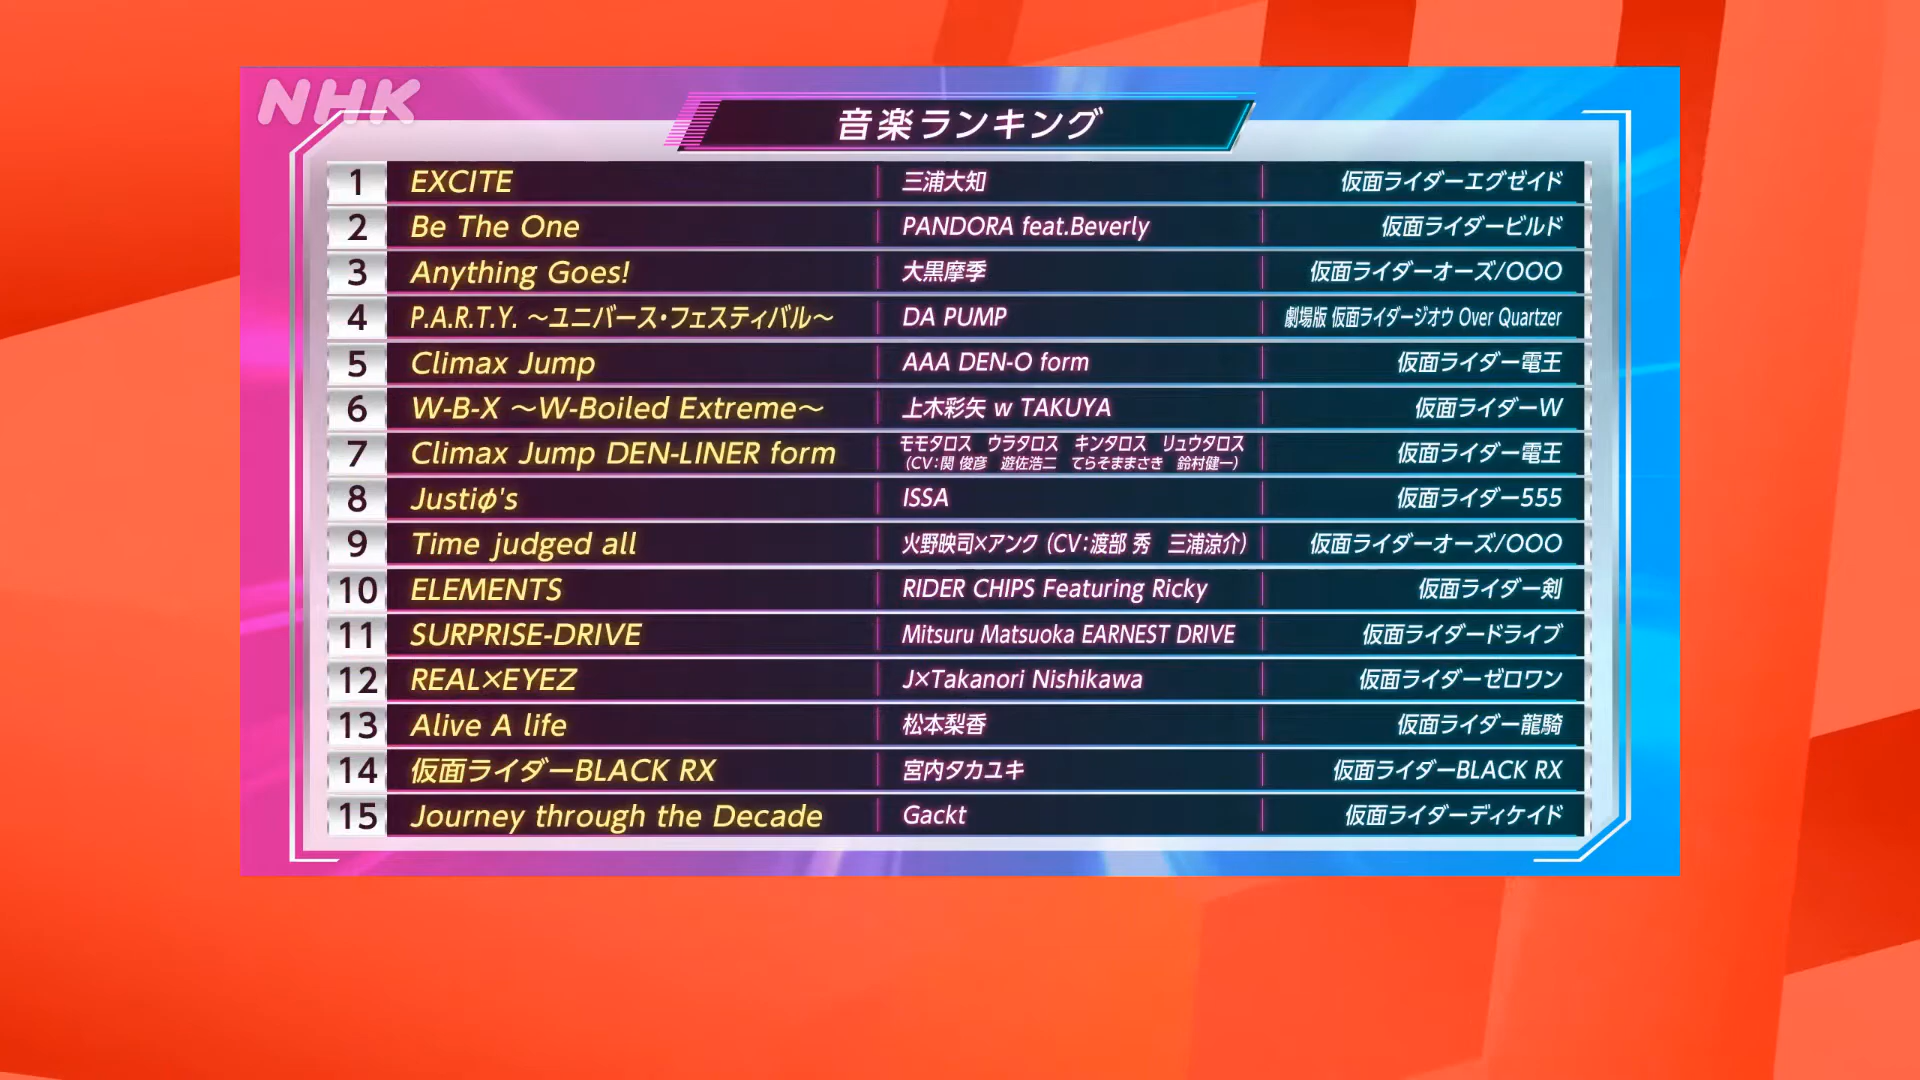 NHK
音楽ランキング
1 EXCITE 三浦大知 仮面ライダーエグゼイド
2 Be The One PANDORA feat.Beverly 仮面ライダービルド
3 Anything Goes! 大黒摩季 仮面ライダーオーズ/OOO
4 P.A.R.T.Y. ～ユニバース・フェスティバル～ DA PUMP 劇場版 仮面ライダージオウ Over Quartzer
5 Climax Jump AAA DEN-O form 仮面ライダー電王
6 W-B-X ～W-Boiled Extreme～ 上木彩矢 w TAKUYA 仮面ライダーW
7 Climax Jump DEN-LINER form モモタロス ウラタロス キンタロス リュウタロス 仮面ライダー電王
(CV:関 俊彦 遊佐浩二 てらそままさき 鈴村健一)
8 Justiφ's ISSA 仮面ライダー555
9 Time judged all 火野映司×アンク (CV:渡部 秀 三浦涼介) 仮面ライダーオーズ/OOO
10 ELEMENTS RIDER CHIPS Featuring Ricky 仮面ライダー剣
11 SURPRISE-DRIVE Mitsuru Matsuoka EARNEST DRIVE 仮面ライダードライブ
12 REAL×EYEZ J×Takanori Nishikawa 仮面ライダーゼロワン
13 Alive A life 松本梨香 仮面ライダー龍騎
14 仮面ライダーBLACK RX 宮内タカユキ 仮面ライダーBLACK RX
15 Journey through the Decade Gackt 仮面ライダーディケイド